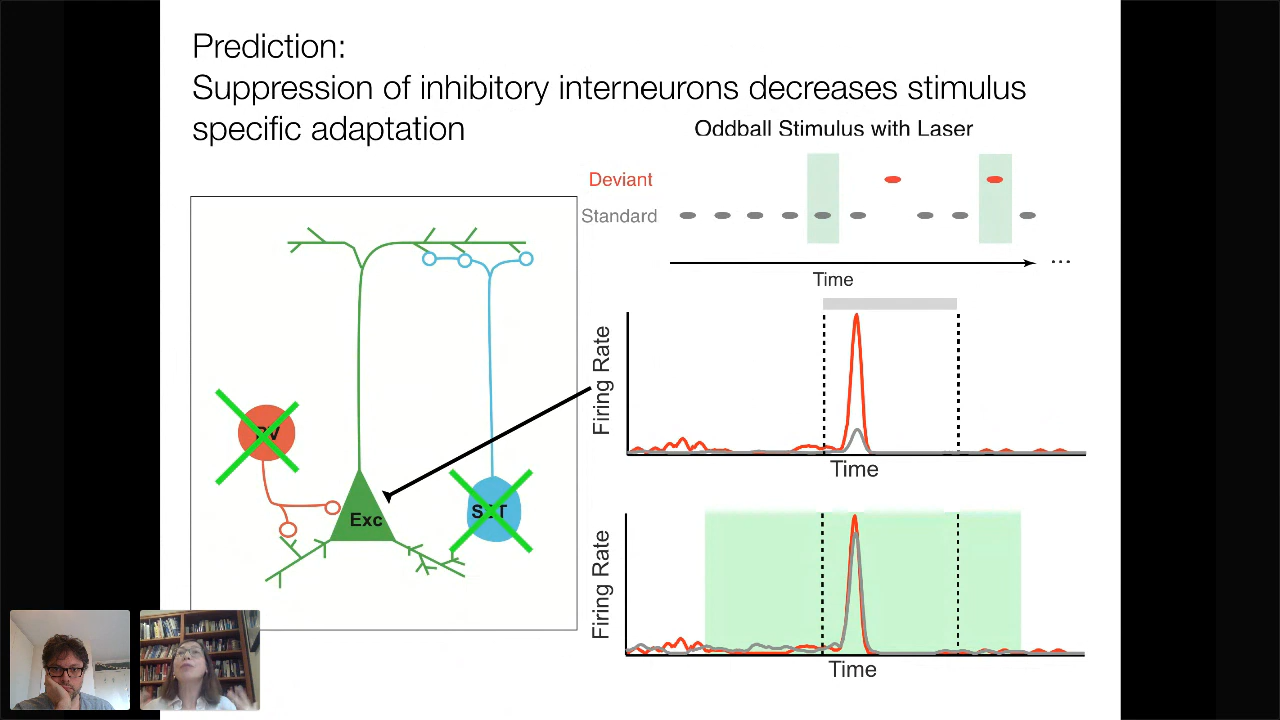 Prediction:
Suppression of inhibitory interneurons decreases stimulus
specific adaptation
Oddball Stimulus with Laser
Deviant
Standard
...
Time
Firing Rate
Time
Exc
Firing Rate
Time